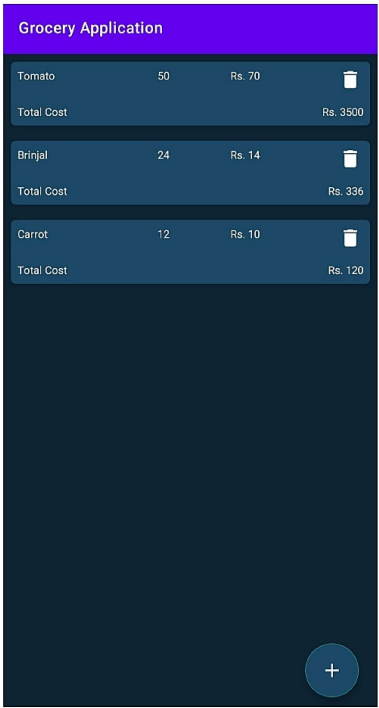 Grocery Application
Tomato 50 Rs. 70
Total Cost Rs. 3500
Brinjal 24 Rs. 14
Total Cost Rs. 336
Carrot 12 Rs. 10
Total Cost Rs. 120
+